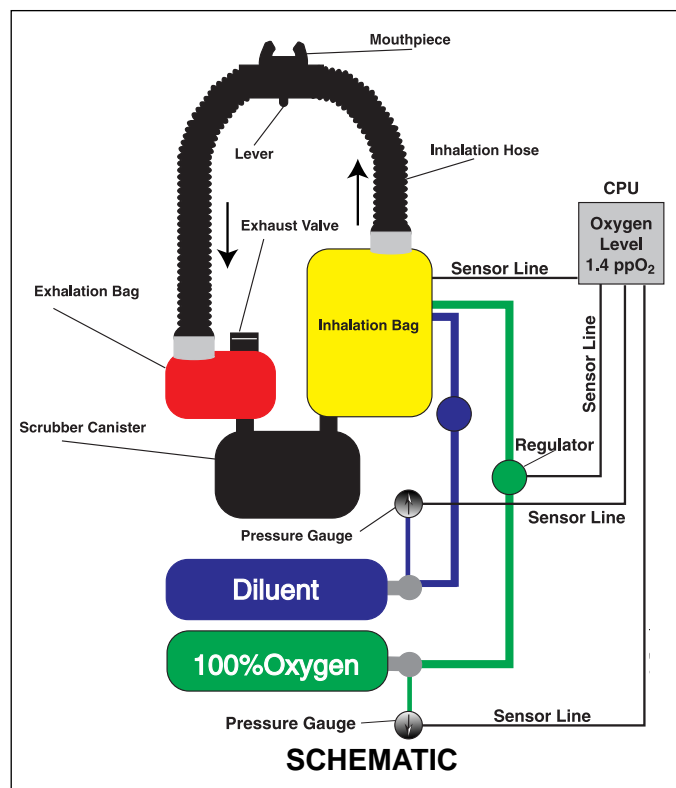 Mouthpiece
Lever
Inhalation Hose
CPU
Exhaust Valve
Oxygen
Level
1.4 ppO₂
Sensor Line
Exhalation Bag
Inhalation Bag
Sensor Line
Scrubber Canister
Regulator
Pressure Gauge
Sensor Line
Diluent
100%Oxygen
Sensor Line
Pressure Gauge
SCHEMATIC